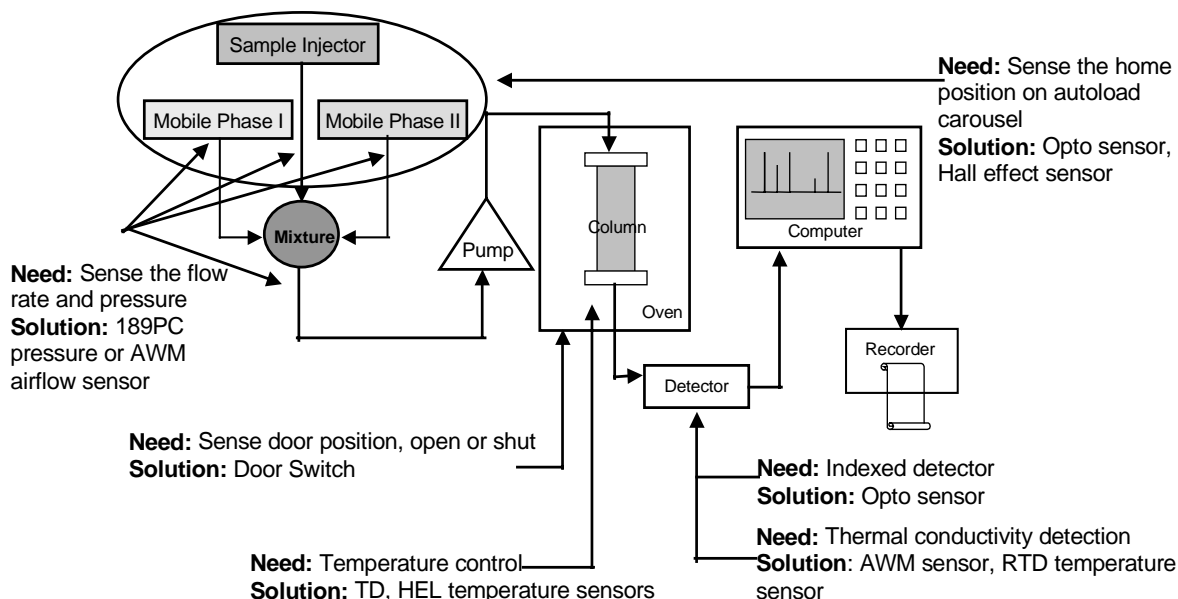 Sample Injector
Mobile Phase I
Mobile Phase II
Mixture
Pump
Column
Oven
Computer
Recorder
Detector
Need: Sense the home
position on autoload
carousel
Solution: Opto sensor,
Hall effect sensor
Need: Sense the flow
rate and pressure
Solution: 189PC
pressure or AWM
airflow sensor
Need: Sense door position, open or shut
Solution: Door Switch
Need: Temperature control
Solution: TD, HEL temperature sensors
Need: Indexed detector
Solution: Opto sensor
Need: Thermal conductivity detection
Solution: AWM sensor, RTD temperature
sensor